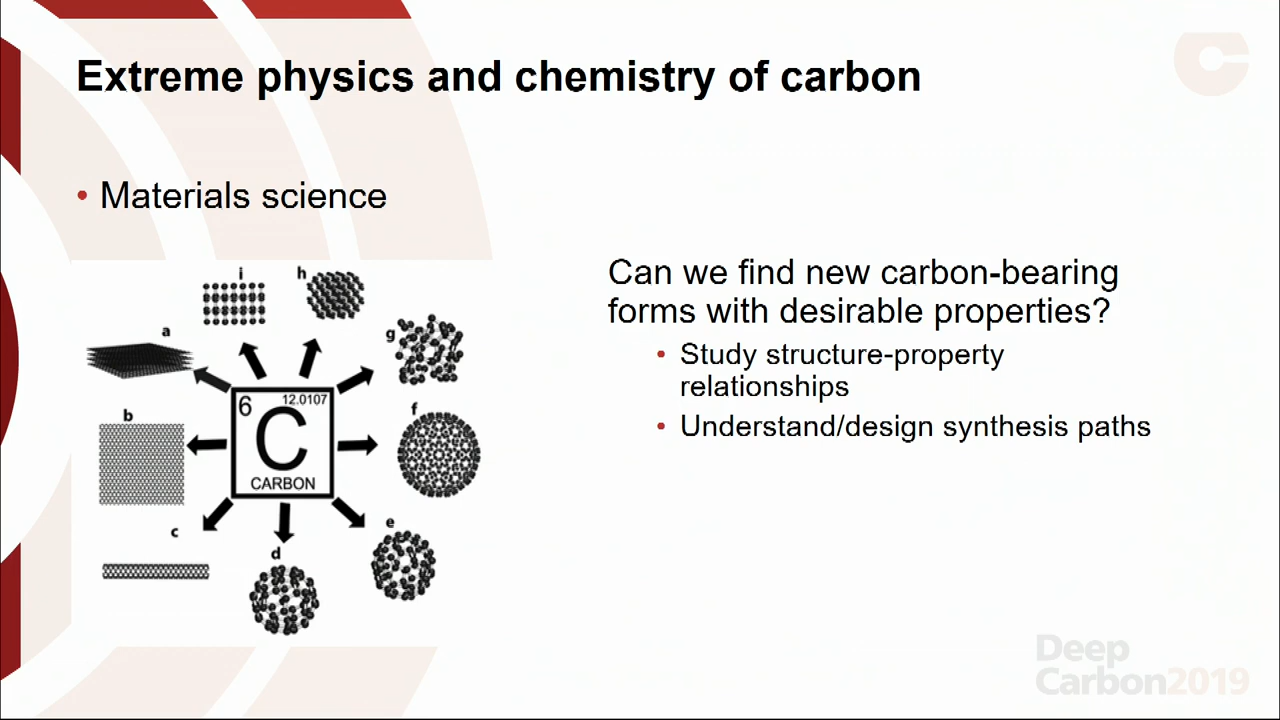 Extreme physics and chemistry of carbon
• Materials science
Can we find new carbon-bearing
forms with desirable properties?
• Study structure-property
relationships
• Understand/design synthesis paths
i
h
a
g
b
f
6
12.0107
C
CARBON
c
e
d
Deep
Carbon2019